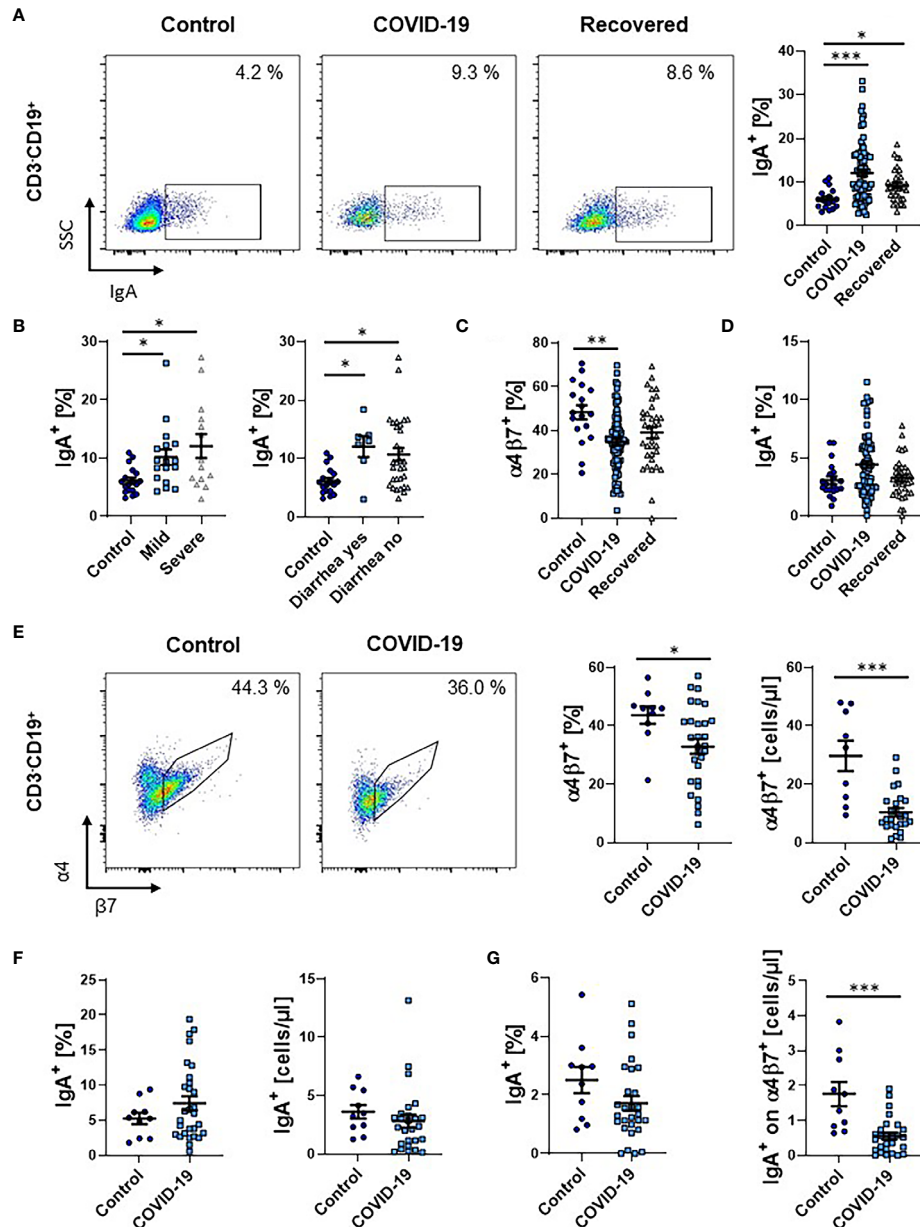 A
Control
COVID-19
Recovered
CD3-CD19+
4.2 %
9.3 %
8.6 %
SSC
IgA
IgA+ [%]
40
30
20
10
0
***
*
Control
COVID-19
Recovered
B
IgA+ [%]
30
20
10
0
*
*
Control
Mild
Severe
IgA+ [%]
30
20
10
0
*
*
Control
Diarrhea yes
Diarrhea no
C
α4β7+ [%]
80
60
40
20
0
**
Control
COVID-19
Recovered
D
IgA+ [%]
15
10
5
0
Control
COVID-19
Recovered
E
Control
COVID-19
CD3-CD19+
44.3 %
36.0 %
α4
β7
α4β7+ [%]
60
40
20
0
*
Control
COVID-19
α4β7+ [cells/µl]
60
40
20
0
***
Control
COVID-19
F
IgA+ [%]
25
20
15
10
5
0
Control
COVID-19
IgA+ [cells/µl]
15
10
5
0
Control
COVID-19
G
IgA+ [%]
6
4
2
0
Control
COVID-19
IgA+ on α4β7+ [cells/µl]
5
4
3
2
1
0
***
Control
COVID-19